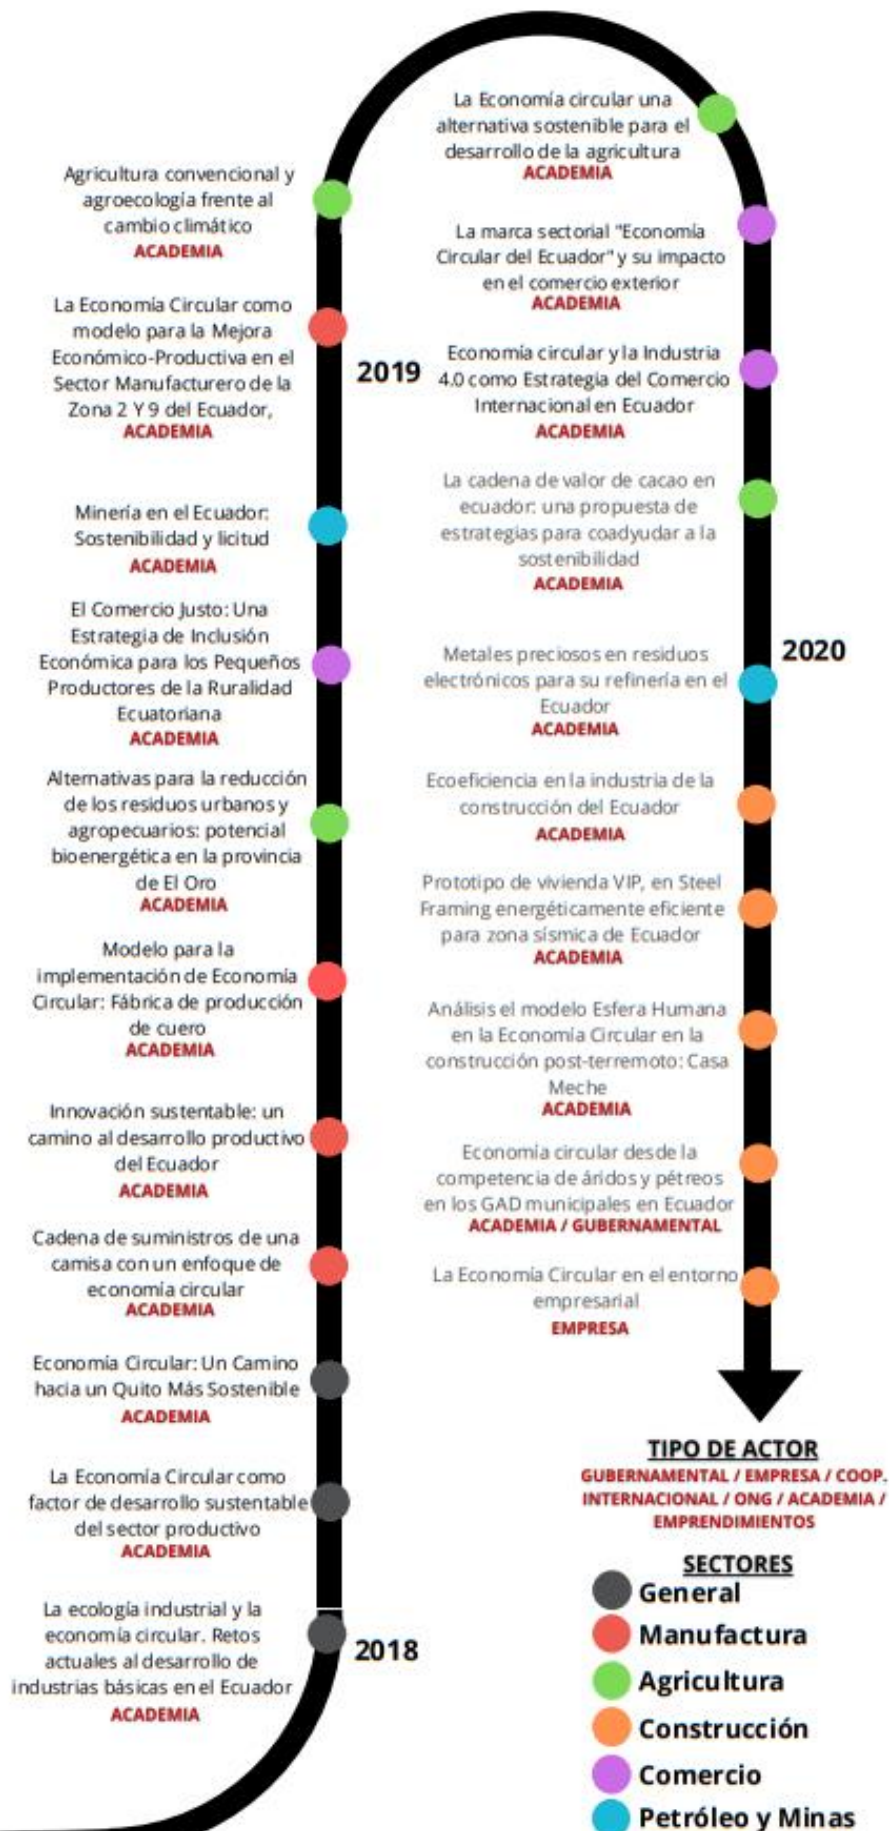 Agricultura convencional y
agroecología frente al
cambio climático
ACADEMIA
La Economía Circular como
modelo para la Mejora
Económico-Productiva en el
Sector Manufacturero de la
Zona 2 Y 9 del Ecuador,
ACADEMIA
2019
Minería en el Ecuador:
Sostenibilidad y licitud
ACADEMIA
El Comercio Justo: Una
Estrategia de Inclusión
Económica para los Pequeños
Productores de la Ruralidad
Ecuatoriana
ACADEMIA
Alternativas para la reducción
de los residuos urbanos y
agropecuarios: potencial
bioenergética en la provincia
de El Oro
ACADEMIA
Modelo para la
implementación de Economía
Circular: Fábrica de producción
de cuero
ACADEMIA
Innovación sustentable: un
camino al desarrollo productivo
del Ecuador
ACADEMIA
Cadena de suministros de una
camisa con un enfoque de
economía circular
ACADEMIA
Economía Circular: Un Camino
hacia un Quito Más Sostenible
ACADEMIA
La Economía Circular como
factor de desarrollo sustentable
del sector productivo
ACADEMIA
La ecología industrial y la
economía circular. Retos
actuales al desarrollo de
industrias básicas en el Ecuador
ACADEMIA
2018
La Economía circular una
alternativa sostenible para el
desarrollo de la agricultura
ACADEMIA
La marca sectorial "Economía
Circular del Ecuador" y su impacto
en el comercio exterior
ACADEMIA
Economía circular y la Industria
4.0 como Estrategia del Comercio
Internacional en Ecuador
ACADEMIA
La cadena de valor de cacao en
ecuador: una propuesta de
estrategias para coadyudar a la
sostenibilidad
ACADEMIA
2020
Metales preciosos en residuos
electrónicos para su refinería en el
Ecuador
ACADEMIA
Ecoeficiencia en la industria de la
construcción del Ecuador
ACADEMIA
Prototipo de vivienda VIP, en Steel
Framing energéticamente eficiente
para zona sísmica de Ecuador
ACADEMIA
Análisis el modelo Esfera Humana
en la Economía Circular en la
construcción post-terremoto: Casa
Meche
ACADEMIA
Economía circular desde la
competencia de áridos y pétreos
en los GAD municipales en Ecuador
ACADEMIA / GUBERNAMENTAL
La Economía Circular en el entorno
empresarial
EMPRESA
TIPO DE ACTOR
GUBERNAMENTAL / EMPRESA / COOP.
INTERNACIONAL / ONG / ACADEMIA /
EMPRENDIMIENTOS
SECTORES
General
Manufactura
Agricultura
Construcción
Comercio
Petróleo y Minas